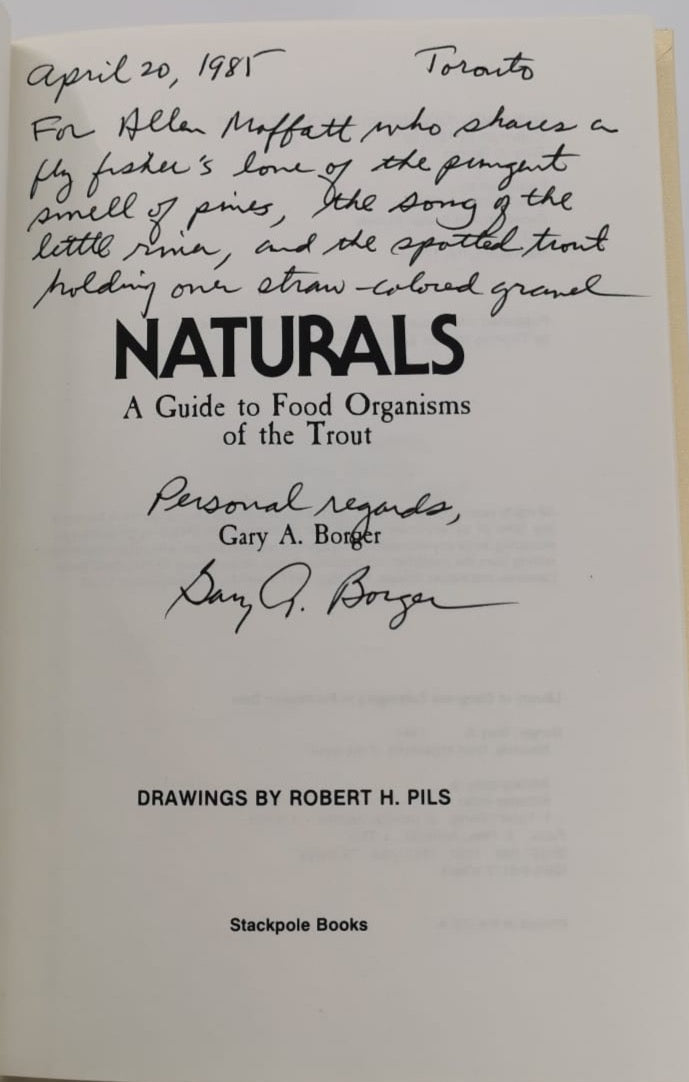 April 20, 1985 Toronto
For Allen Moffatt who shares a
fly fisher's love of the pungent
smell of pines, the song of the
little river, and the spotted trout
holding over straw-colored gravel
NATURALS
A Guide to Food Organisms
of the Trout
Personal regards,
Gary A. Borger
Gary A. Borger
DRAWINGS BY ROBERT H. PILS
Stackpole Books